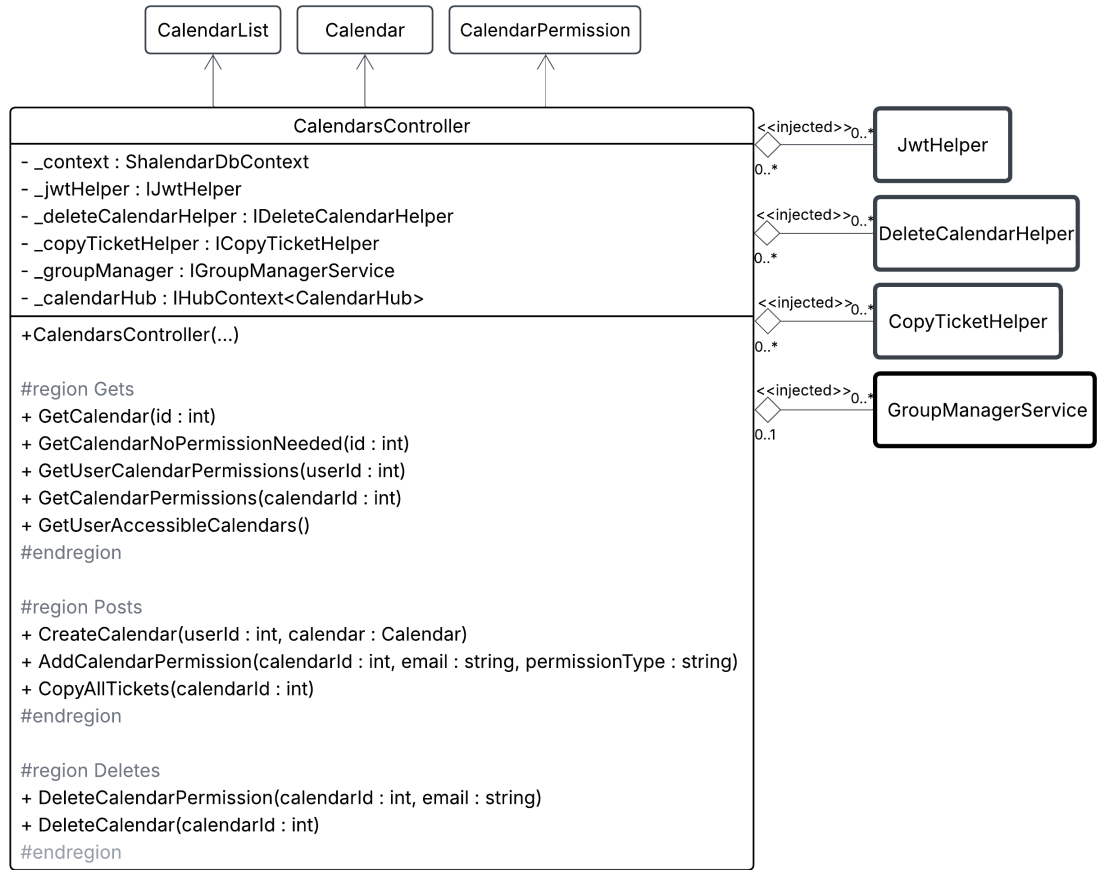 CalendarList
Calendar
CalendarPermission
CalendarsController
- _context : ShalendarDbContext
- _jwtHelper : IJwtHelper
- _deleteCalendarHelper : IDeleteCalendarHelper
- _copyTicketHelper : ICopyTicketHelper
- _groupManager : IGroupManagerService
- _calendarHub : IHubContext<CalendarHub>
+CalendarsController(...)
#region Gets
+ GetCalendar(id : int)
+ GetCalendarNoPermissionNeeded(id : int)
+ GetUserCalendarPermissions(userId : int)
+ GetCalendarPermissions(calendarId : int)
+ GetUserAccessibleCalendars()
#endregion
#region Posts
+ CreateCalendar(userId : int, calendar : Calendar)
+ AddCalendarPermission(calendarId : int, email : string, permissionType : string)
+ CopyAllTickets(calendarId : int)
#endregion
#region Deletes
+ DeleteCalendarPermission(calendarId : int, email : string)
+ DeleteCalendar(calendarId : int)
#endregion
<<injected>>
0..*
0..*
JwtHelper
<<injected>>
0..*
0..*
DeleteCalendarHelper
<<injected>>
0..*
0..*
CopyTicketHelper
<<injected>>
0..*
0..1
GroupManagerService